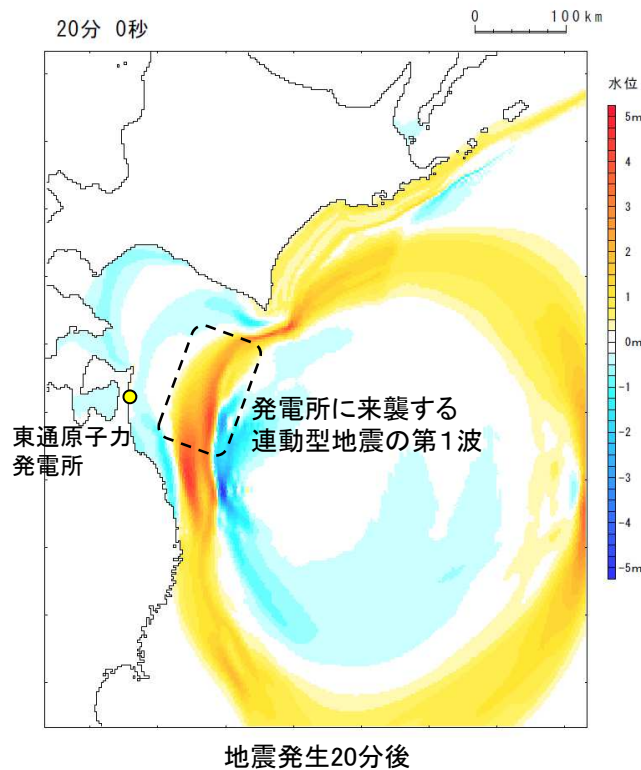 20分 0秒
0 100km
水位
5m
4
3
2
1
0m
-1
-2
-3
-4
-5m
発電所に来襲する
連動型地震の第1波
東通原子力
発電所
地震発生20分後